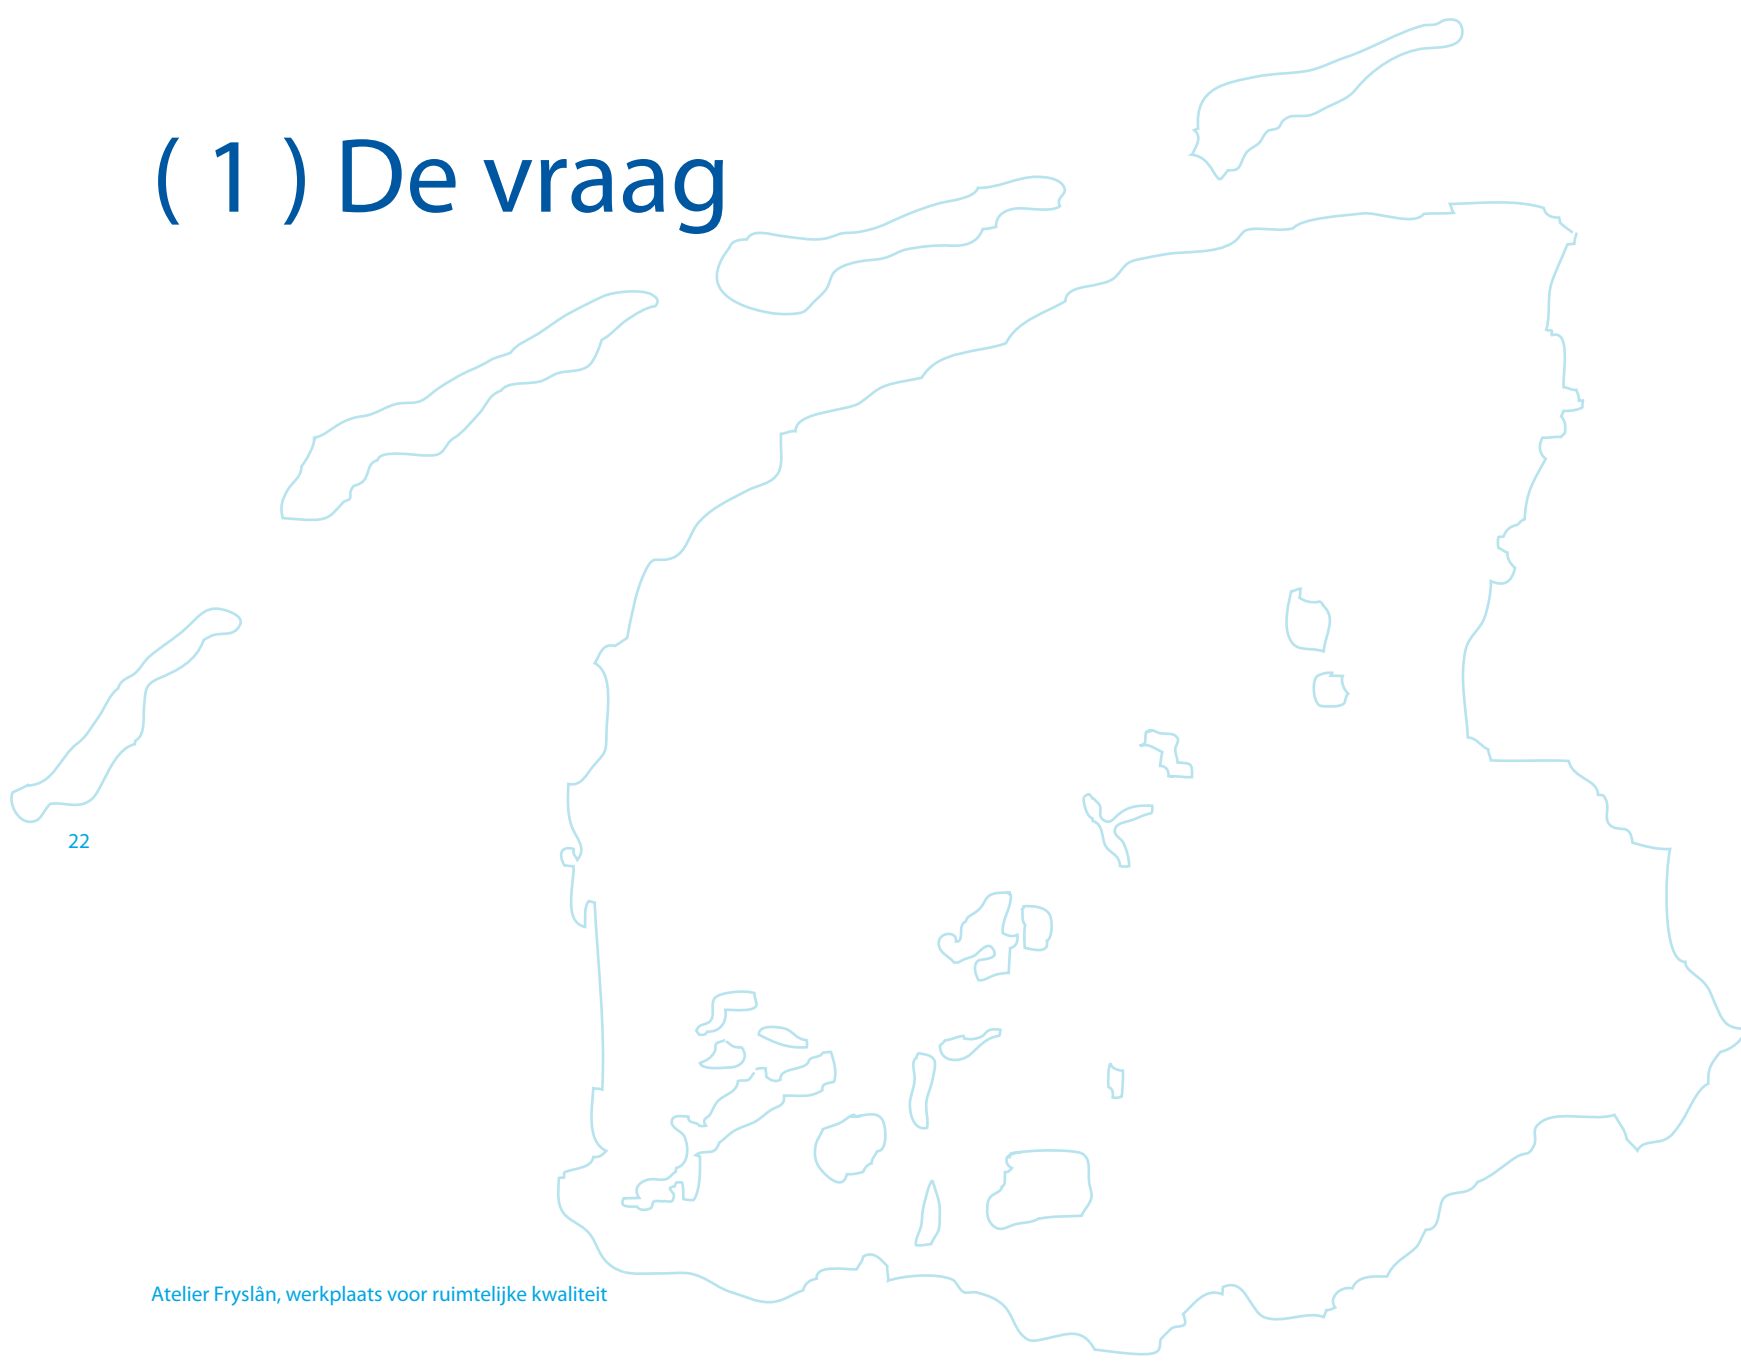 ( 1 ) De vraag
22
Atelier Fryslân, werkplaats voor ruimtelijke kwaliteit